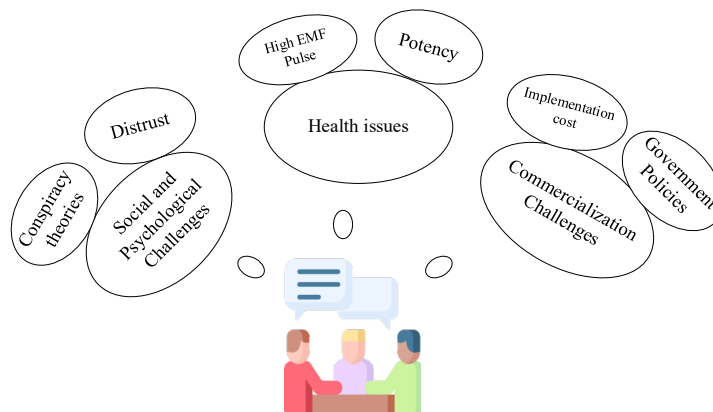 High EMF
Pulse
Potency
Health issues
Distrust
Conspiracy
theories
Social and
Psychological
Challenges
Implementation
cost
Government
Policies
Commercialization
Challenges